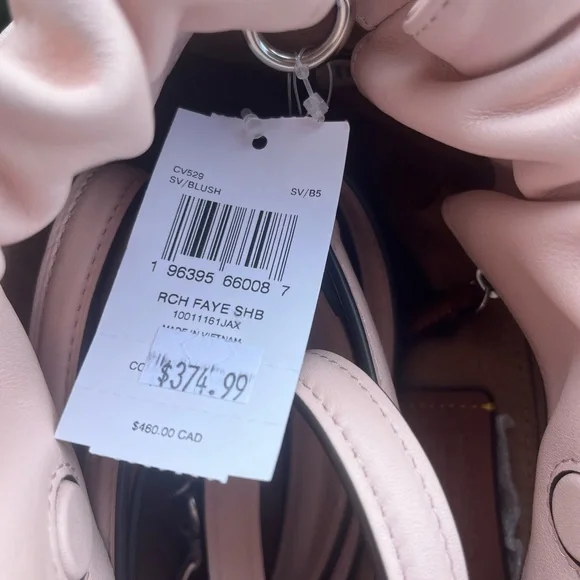 CV529
SV/BLUSH SV/B5
1 96395 66008 7
RCH FAYE SHB
10011161JAX
MADE IN VIETNAM
CO
$374.99
$460.00 CAD